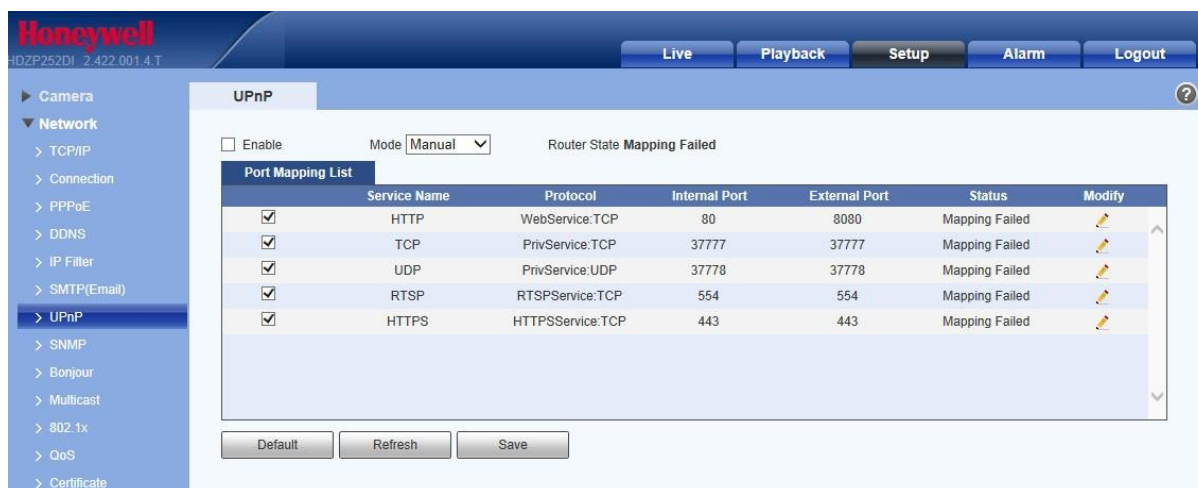 Honeywell
HDZP252DI 2.422.001.4.T
Live Playback Setup Alarm Logout
Camera
Network
TCP/IP
Connection
PPPoE
DDNS
IP Filter
SMTP(Email)
UPnP
SNMP
Bonjour
Multicast
802.1x
QoS
Certificate
UPnP ?
Enable Mode Manual Router State Mapping Failed
Port Mapping List
Service Name Protocol Internal Port External Port Status Modify
HTTP WebService:TCP 80 8080 Mapping Failed
TCP PrivService:TCP 37777 37777 Mapping Failed
UDP PrivService:UDP 37778 37778 Mapping Failed
RTSP RTSPService:TCP 554 554 Mapping Failed
HTTPS HTTPSService:TCP 443 443 Mapping Failed
Default Refresh Save